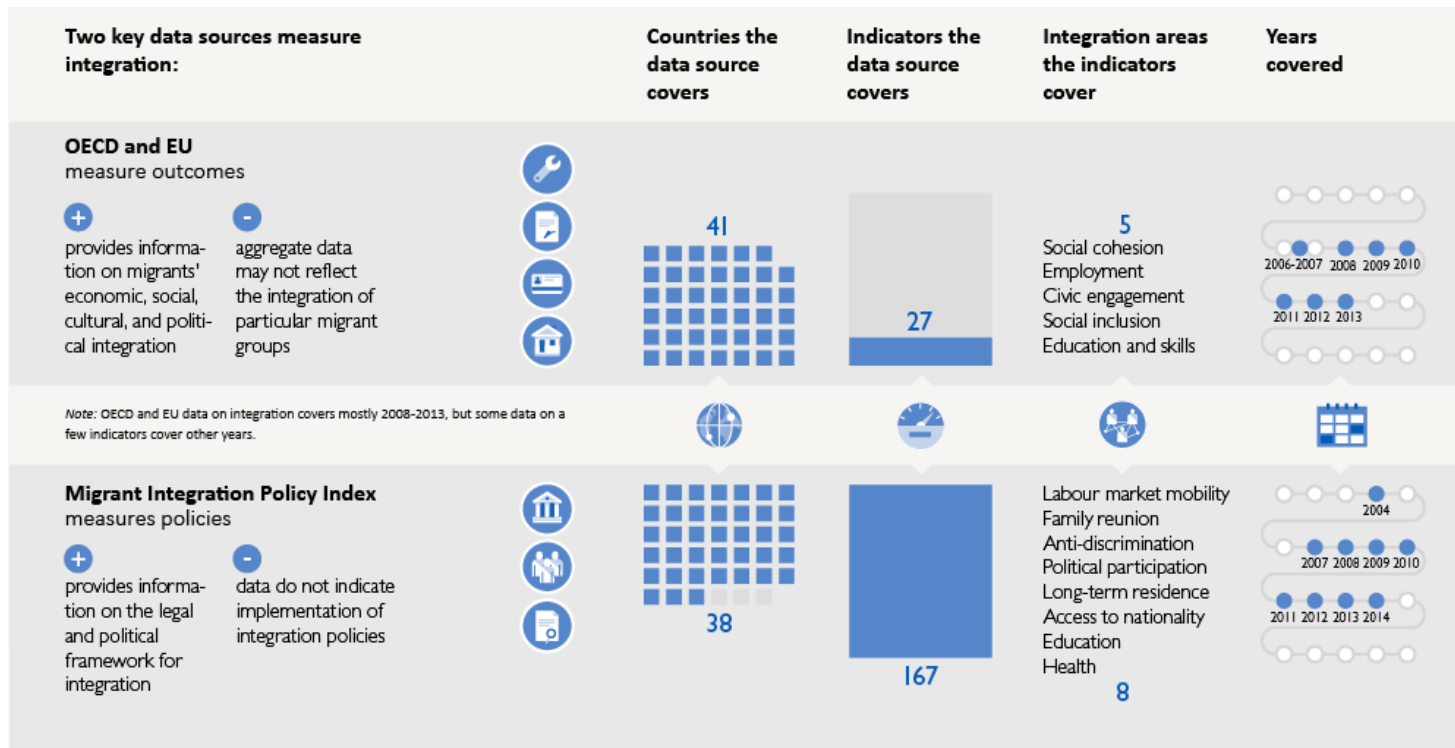 Two key data sources measure
integration:
Countries the
data source
covers
Indicators the
data source
covers
Integration areas
the indicators
cover
Years
covered
OECD and EU
measure outcomes
+
provides informa-
tion on migrants'
economic, social,
cultural, and politi-
cal integration
-
aggregate data
may not reflect
the integration of
particular migrant
groups
41
27
5
Social cohesion
Employment
Civic engagement
Social inclusion
Education and skills
2006-2007 2008 2009 2010
2011 2012 2013
Note: OECD and EU data on integration covers mostly 2008-2013, but some data on a
few indicators cover other years.
Migrant Integration Policy Index
measures policies
+
provides informa-
tion on the legal
and political
framework for
integration
-
data do not indicate
implementation of
integration policies
38
167
Labour market mobility
Family reunion
Anti-discrimination
Political participation
Long-term residence
Access to nationality
Education
Health
8
2004
2007 2008 2009 2010
2011 2012 2013 2014